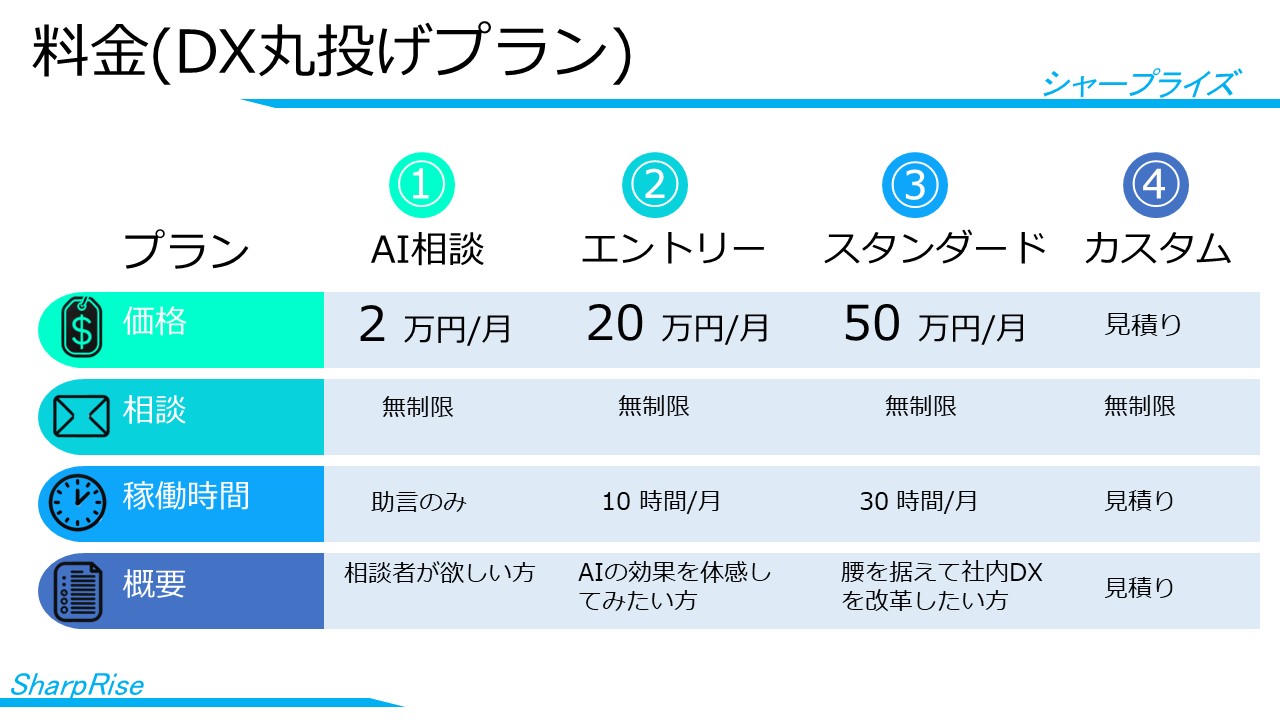 料金(DX丸投げプラン)
シャープライズ
① ② ③ ④
プラン AI相談 エントリー スタンダード カスタム
価格 2 万円/月 20 万円/月 50 万円/月 見積り
相談 無制限 無制限 無制限 無制限
稼働時間 助言のみ 10 時間/月 30 時間/月 見積り
概要 相談者が欲しい方 AIの効果を体感し 腰を据えて社内DX 見積り
てみたい方 を改革したい方
SharpRise